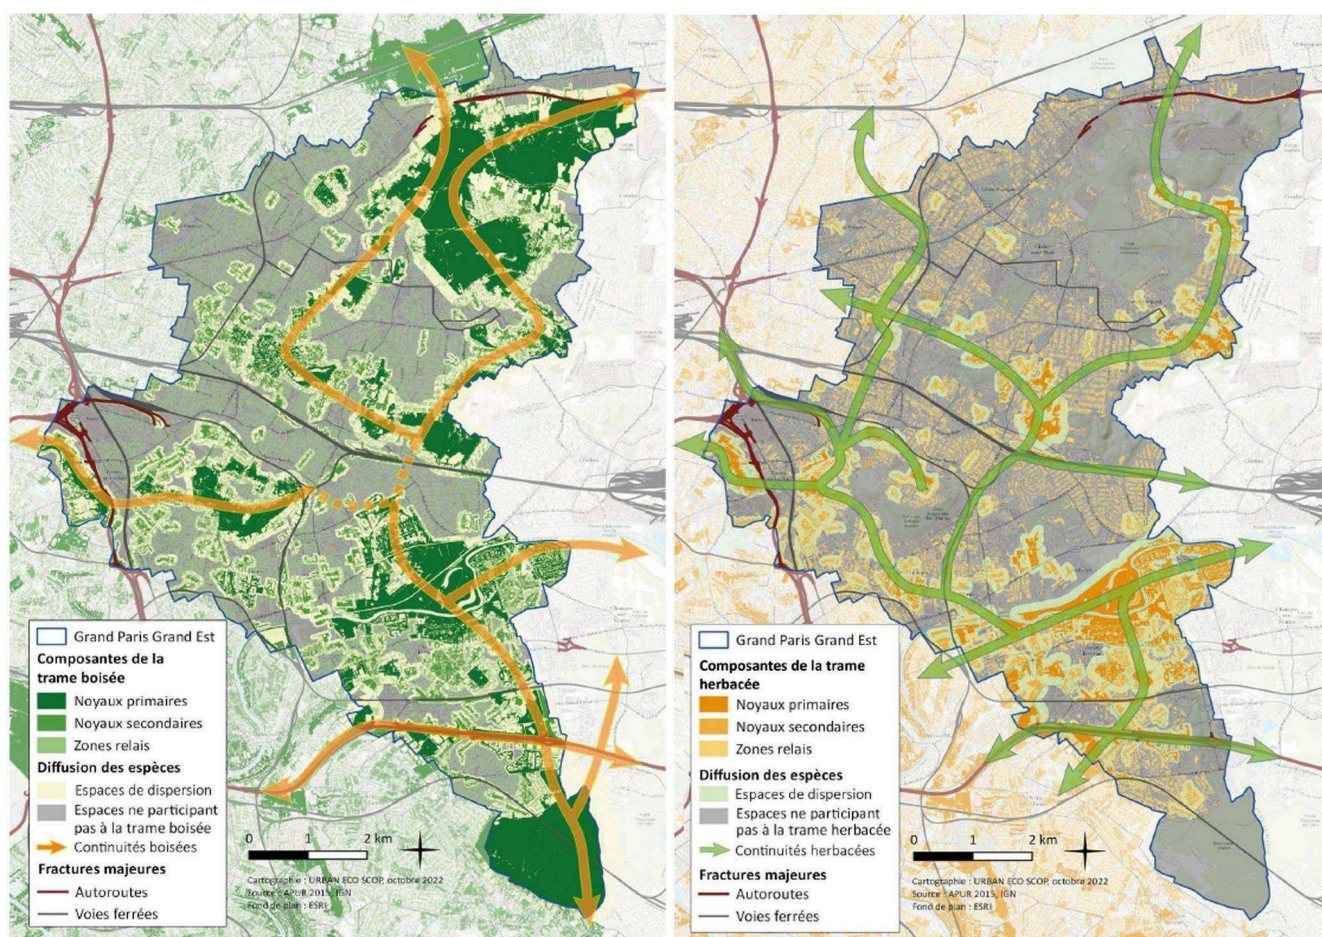 Grand Paris Grand Est
Composantes de la
trame boisée
Noyaux primaires
Noyaux secondaires
Zones relais
Diffusion des espèces
Espaces de dispersion
Espaces ne participant
pas à la trame boisée
Continuités boisées
Fractures majeures
Autoroutes
Voies ferrées
0 1 2 km
Cartographie : URBAN ECO SCOP, octobre 2022
Source : APUR 2015, IGN
Fond de plan : ESRI
Grand Paris Grand Est
Composantes de la trame
herbacée
Noyaux primaires
Noyaux secondaires
Zones relais
Diffusion des espèces
Espaces de dispersion
Espaces ne participant
pas à la trame herbacée
Continuités herbacées
Fractures majeures
Autoroutes
Voies ferrées
0 1 2 km
Cartographie : URBAN ECO SCOP, octobre 2022
Source : APUR 2015, IGN
Fond de plan : ESRI